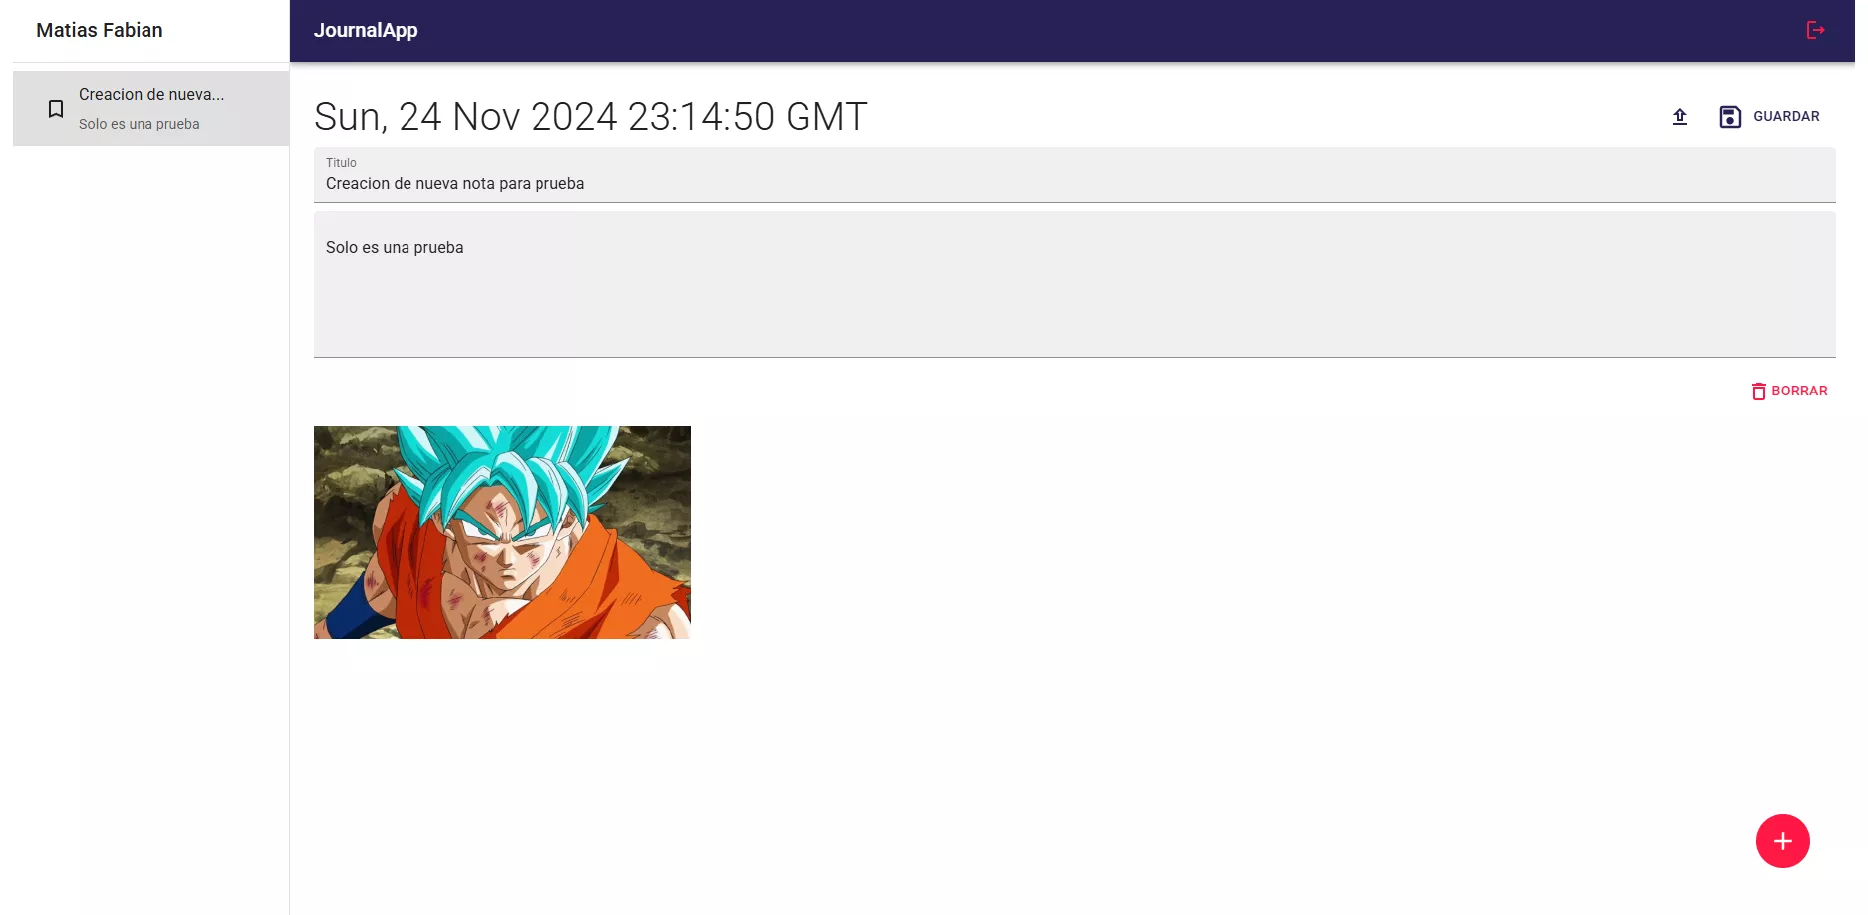 Matias Fabian
JournalApp
Creacion de nueva...
Solo es una prueba
Sun, 24 Nov 2024 23:14:50 GMT
GUARDAR
Titulo
Creacion de nueva nota para prueba
Solo es una prueba
BORRAR